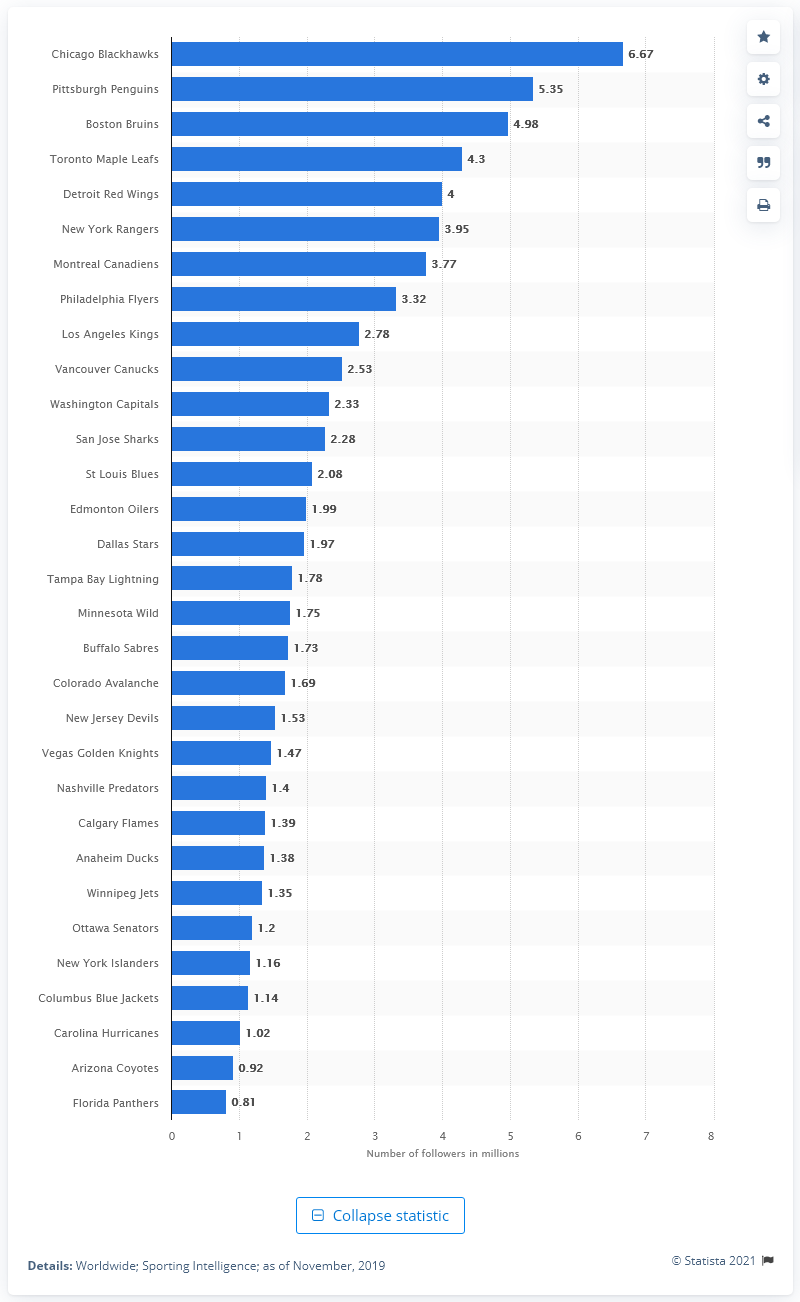 Chicago Blackhawks 6.67
Pittsburgh Penguins 5.35
Boston Bruins 4.98
Toronto Maple Leafs 4.3
Detroit Red Wings 4
New York Rangers 3.95
Montreal Canadiens 3.77
Philadelphia Flyers 3.32
Los Angeles Kings 2.78
Vancouver Canucks 2.53
Washington Capitals 2.33
San Jose Sharks 2.28
St Louis Blues 2.08
Edmonton Oilers 1.99
Dallas Stars 1.97
Tampa Bay Lightning 1.78
Minnesota Wild 1.75
Buffalo Sabres 1.73
Colorado Avalanche 1.69
New Jersey Devils 1.53
Vegas Golden Knights 1.47
Nashville Predators 1.4
Calgary Flames 1.39
Anaheim Ducks 1.38
Winnipeg Jets 1.35
Ottawa Senators 1.2
New York Islanders 1.16
Columbus Blue Jackets 1.14
Carolina Hurricanes 1.02
Arizona Coyotes 0.92
Florida Panthers 0.81
0 1 2 3 4 5 6 7 8
Number of followers in millions
Collapse statistic
© Statista 2021
Details: Worldwide; Sporting Intelligence; as of November, 2019